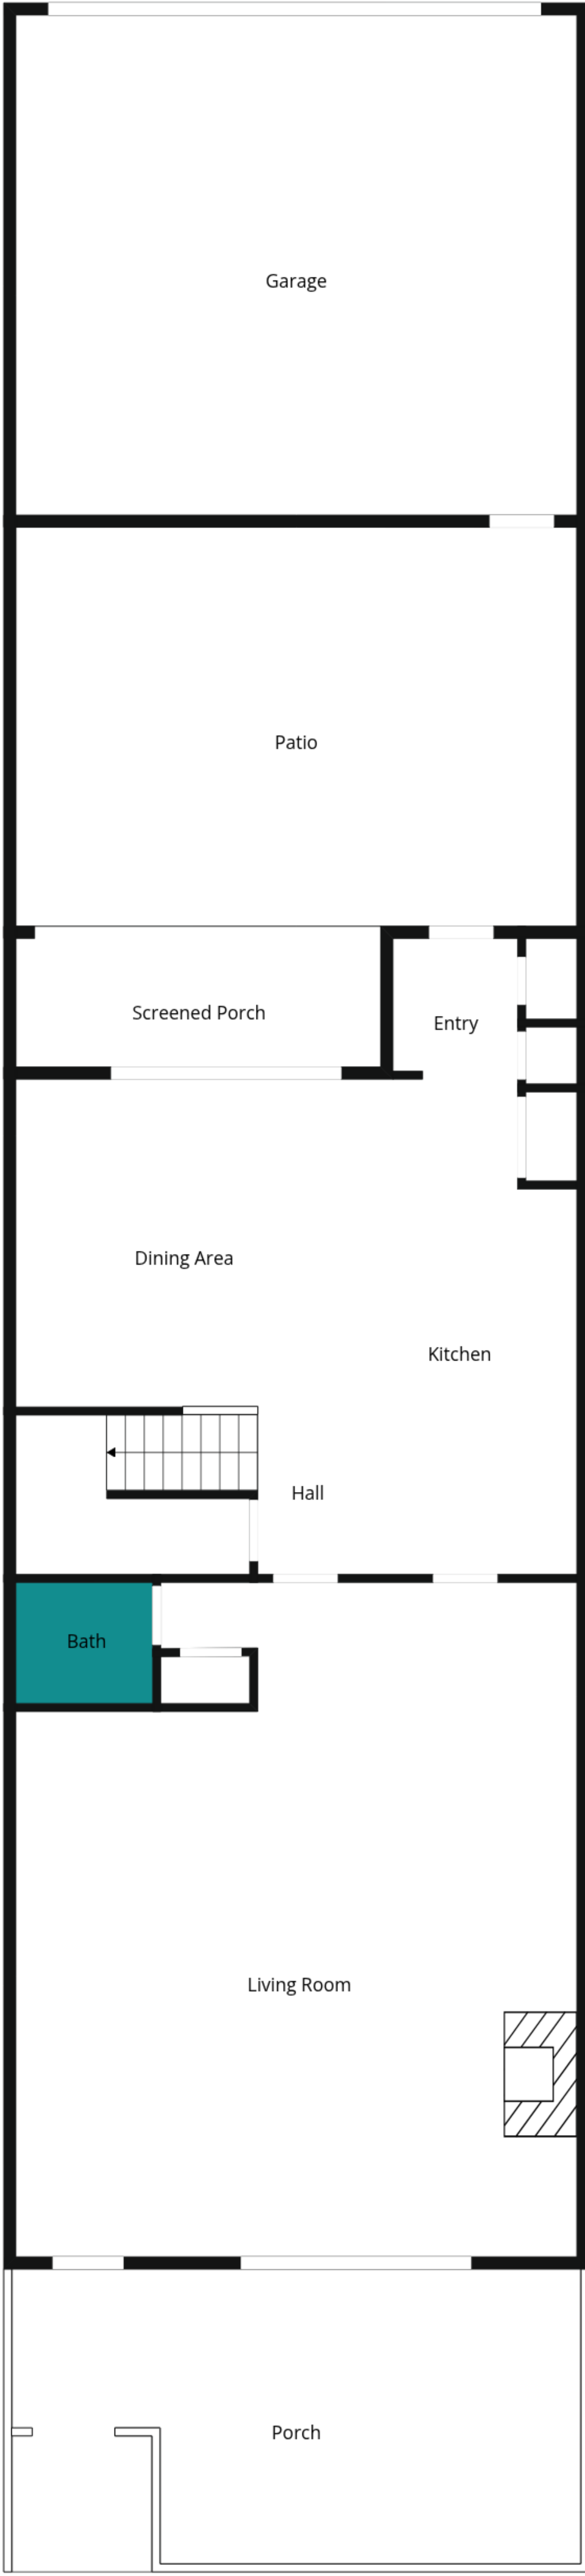 Garage
Patio
Screened Porch
Entry
Dining Area
Kitchen
Hall
Bath
Living Room
Porch